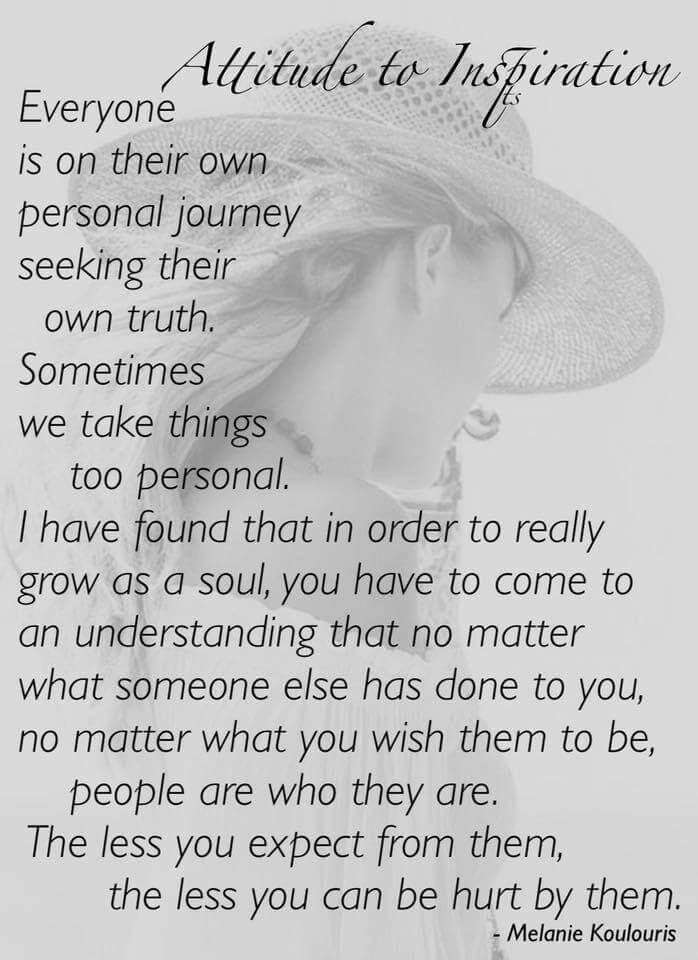 Attitude to Inspiration
ts
Everyone
is on their own
personal journey
seeking their
own truth.
Sometimes
we take things
too personal.
I have found that in order to really
grow as a soul, you have to come to
an understanding that no matter
what someone else has done to you,
no matter what you wish them to be,
people are who they are.
The less you expect from them,
the less you can be hurt by them.
- Melanie Koulouris